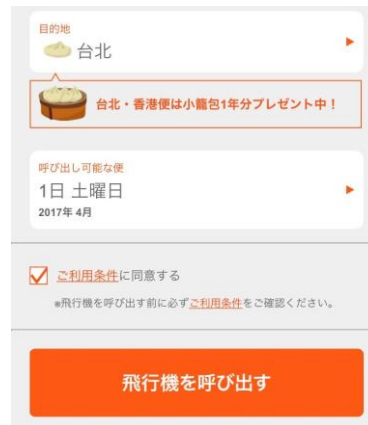 目的地
台北
台北・香港便は小籠包1年分プレゼント中！
呼び出し可能な便
1日 土曜日
2017年 4月
ご利用条件に同意する
*飛行機を呼び出す前に必ずご利用条件をご確認ください。
飛行機を呼び出す